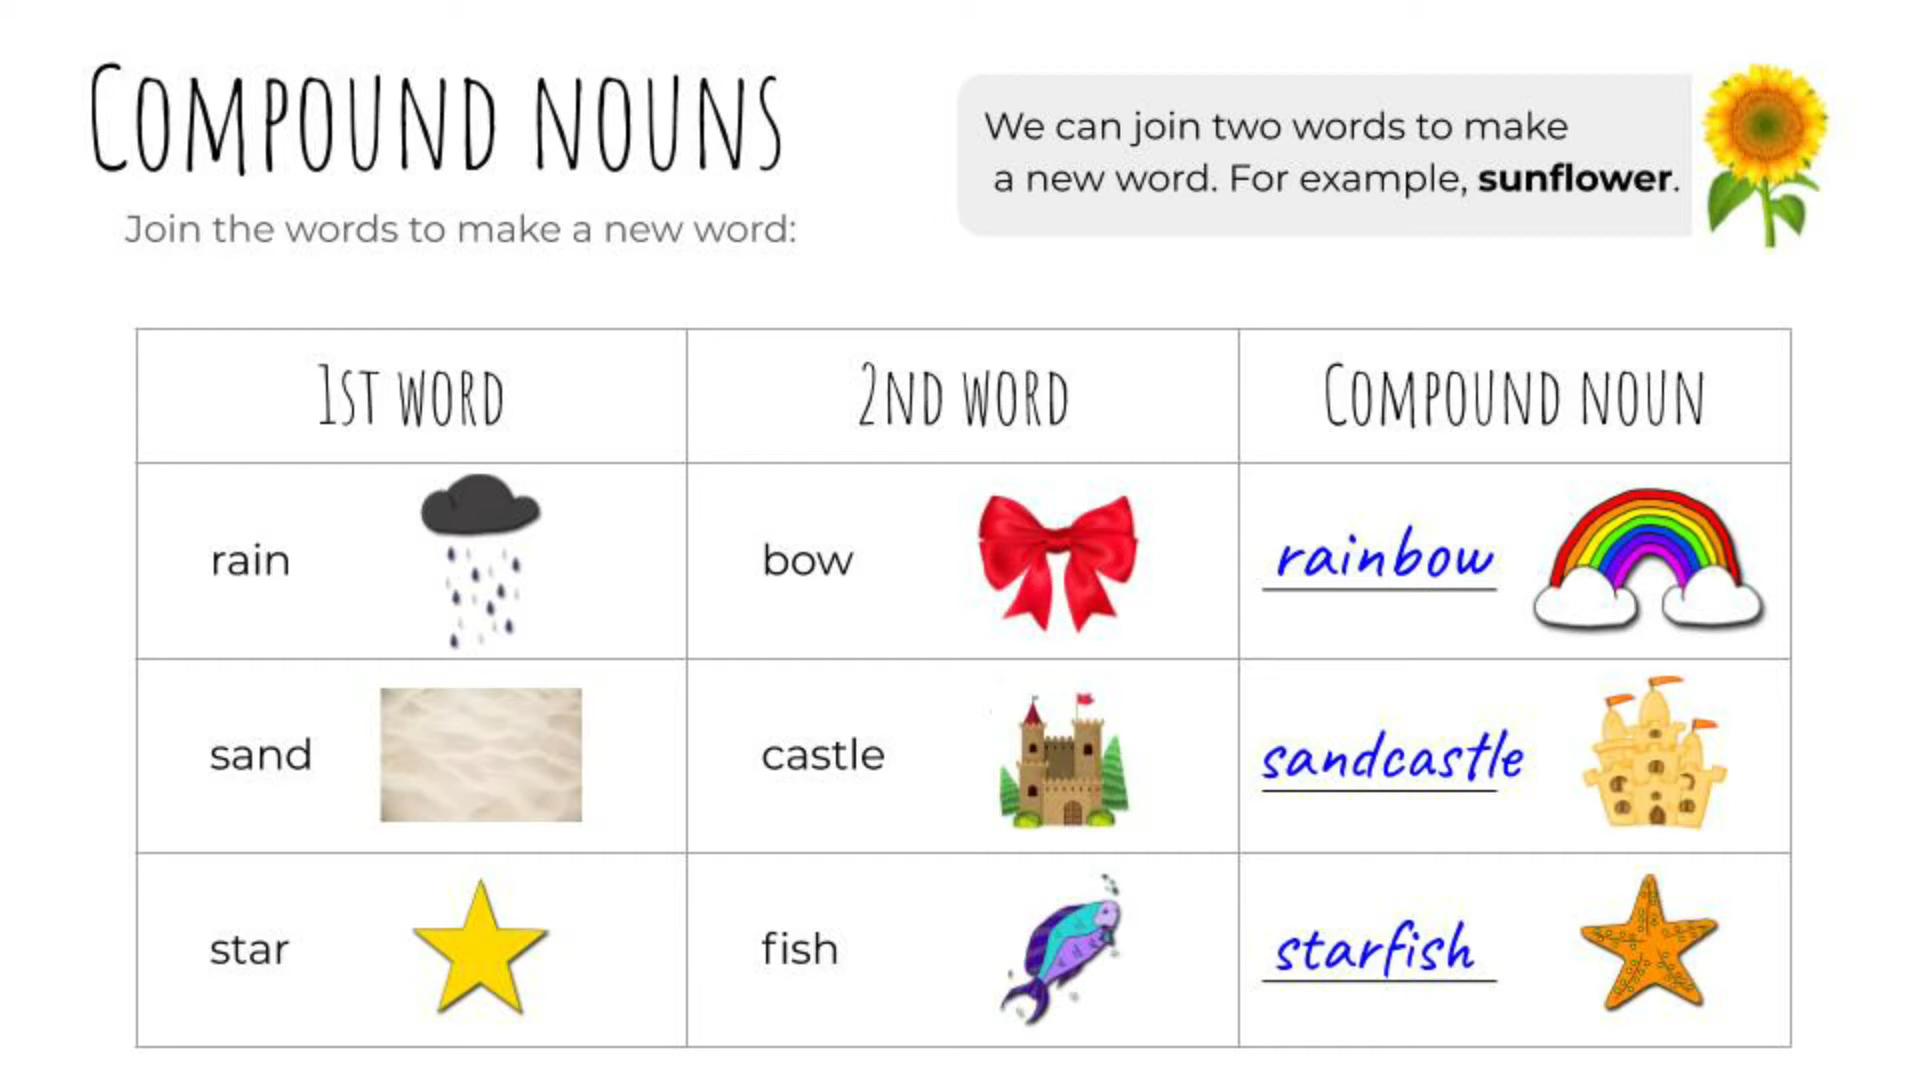 Compound nouns
We can join two words to make
a new word. For example, sunflower.
Join the words to make a new word:
1st word
2nd word
Compound noun
rain
bow
rainbow
sand
castle
sandcastle
star
fish
starfish